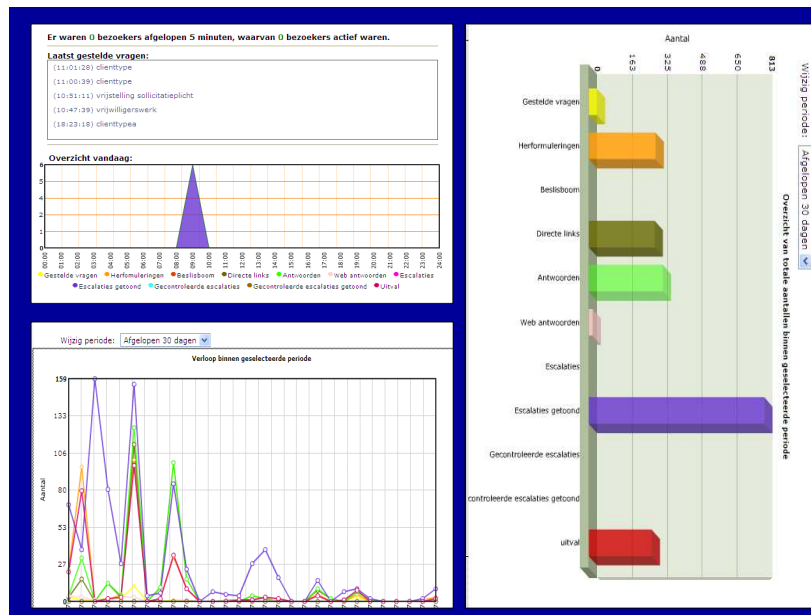 Er waren 0 bezoekers afgelopen 5 minuten, waarvan 0 bezoekers actief waren.
Laatst gestelde vragen:
(11:01:28) clienttype
(11:00:39) clienttype
(10:51:11) vrijstelling sollicitatieplicht
(10:47:39) vrijwilligerswerk
(18:23:18) clienttypea
Overzicht vandaag:
6
5
4
2
1
0
00:00 01:00 02:00 03:00 04:00 05:00 06:00 07:00 08:00 09:00 10:00 11:00 12:00 13:00 14:00 15:00 16:00 17:00 18:00 19:00 20:00 21:00 22:00 23:00 24:00
Gestelde vragen Herformuleringen Beslisboom Directe links Antwoorden Web antwoorden Escalaties
Escalaties getoond Gecontroleerde escalaties Gecontroleerde escalaties getoond Uitval
Wijzig periode: Afgelopen 30 dagen
Verloop binnen geselecteerde periode
Aantal
159
133
106
80
53
27
0
Wijzig periode: Afgelopen 30 dagen
Overzicht van totale aantallen binnen geselecteerde periode
Aantal
0 163 325 488 650 813
Gestelde vragen
Herformuleringen
Beslisboom
Directe links
Antwoorden
Web antwoorden
Escalaties
Escalaties getoond
Gecontroleerde escalaties
controleerde escalaties getoond
uitval